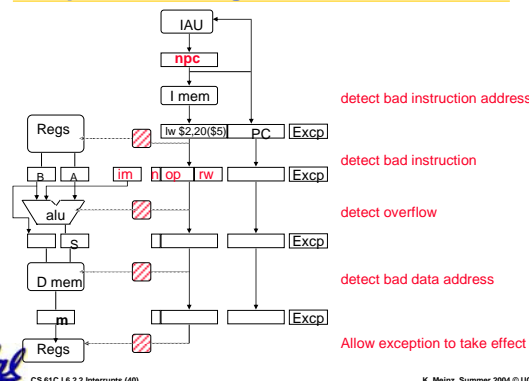 IAU
npc
I mem
detect bad instruction address
Regs
lw $2,20($5)
PC
Excp
detect bad instruction
B
A
im
n
op
rw
Excp
detect overflow
alu
S
Excp
D mem
detect bad data address
m
Excp
Regs
Allow exception to take effect
CS 61C L6.2.2 Interrupts (40)
K. Meinz, Summer 2004 ©